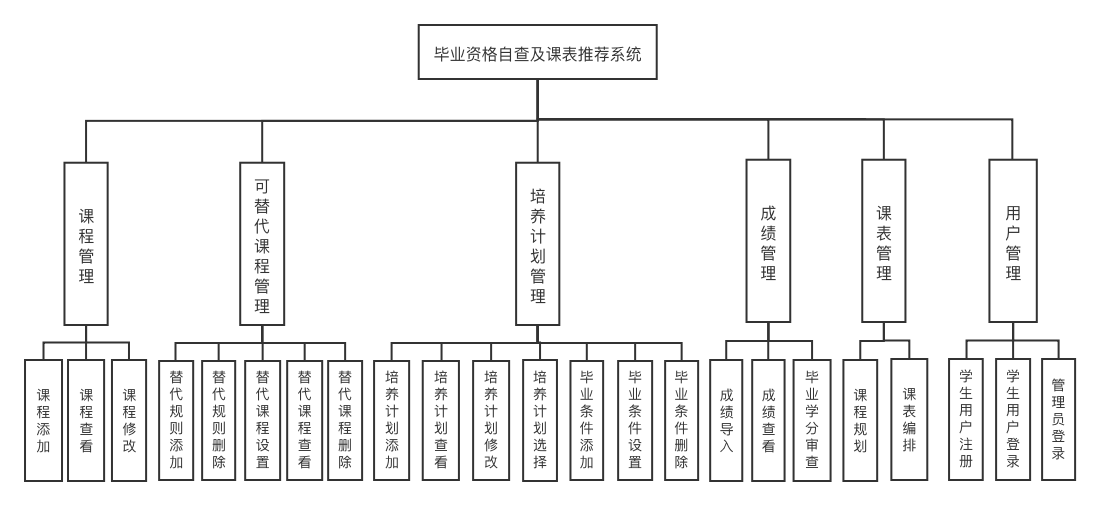 毕业资格自查及课表推荐系统
课程管理
可替代课程管理
培养计划管理
成绩管理
课表管理
用户管理
课程添加
课程查看
课程修改
替代规则添加
替代规则删除
替代课程设置
替代课程查看
替代课程删除
培养计划添加
培养计划查看
培养计划修改
培养计划选择
毕业条件添加
毕业条件设置
毕业条件删除
成绩导入
成绩查看
毕业学分审查
课程规划
课表编排
学生用户注册
学生用户登录
管理员登录